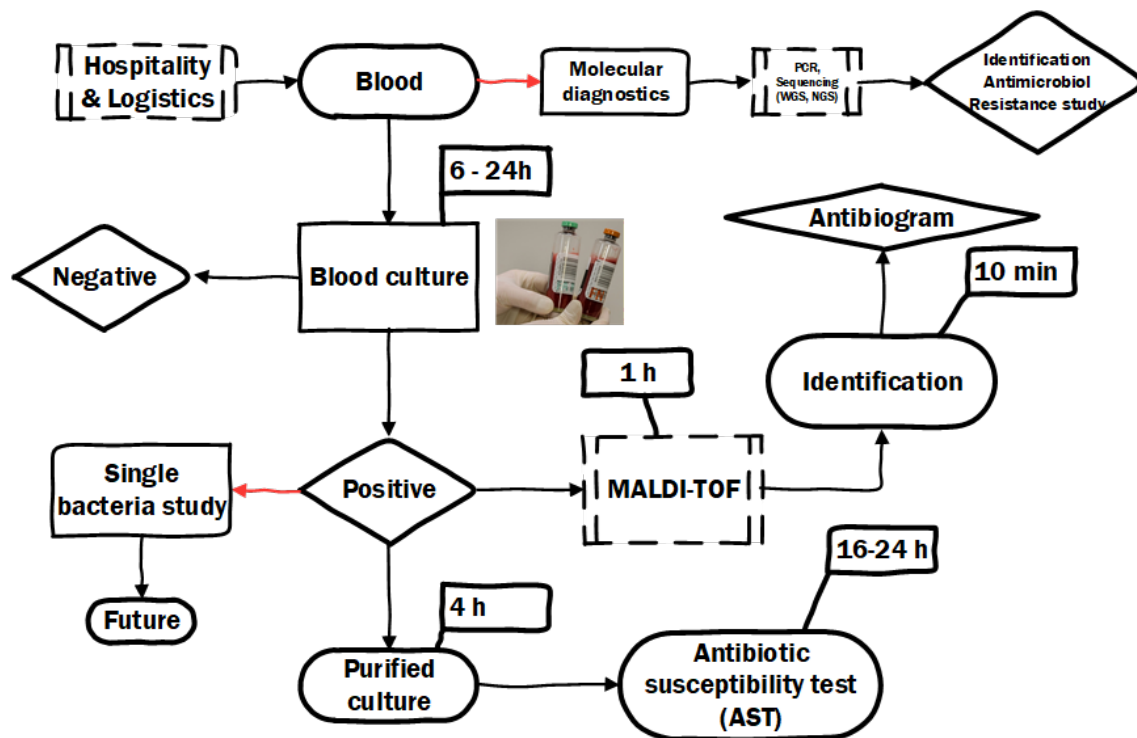 Hospitality
& Logistics
Blood
Molecular
diagnostics
PCR,
Sequencing
(WGS, NGS)
Identification
Antimicrobiol
Resistance study
6 - 24h
Blood culture
Negative
Antibiogram
10 min
Identification
1 h
Single
bacteria study
Positive
MALDI-TOF
Future
4 h
16-24 h
Purified
culture
Antibiotic
susceptibility test
(AST)